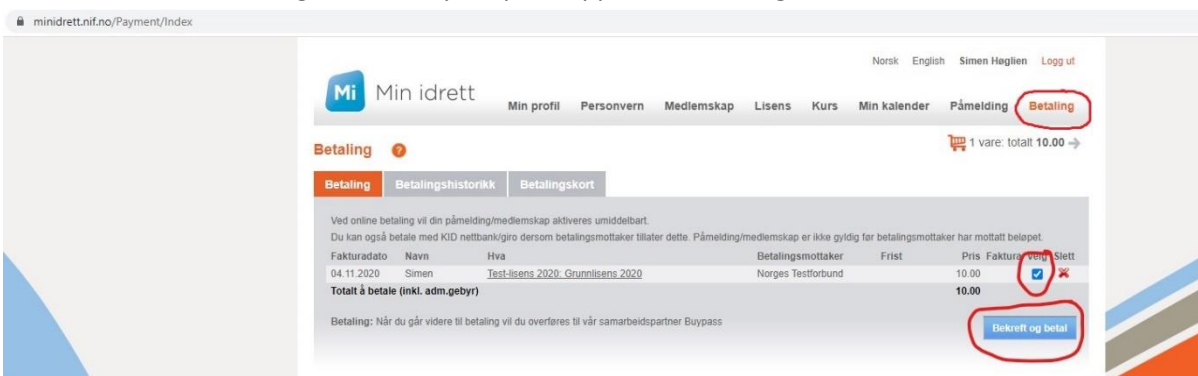 minidrett.nif.no/Payment/Index
Norsk English Simen Høglien Logg ut
Mi Min idrett
Min profil Personvern Medlemskap Lisens Kurs Min kalender Påmelding Betaling
Betaling ?
1 vare: totalt 10.00
Betaling Betalingshistorikk Betalingskort
Ved online betaling vil din påmelding/medlemskap aktiveres umiddelbart.
Du kan også betale med KID nettbank/giro dersom betalingsmottaker tillater dette. Påmelding/medlemskap er ikke gyldig før betalingsmottaker har mottatt beløpet.
Fakturadato Navn Hva Betalingsmottaker Frist Pris Faktura Velg Slett
04.11.2020 Simen Test-lisens 2020: Grunnlisens 2020 Norges Testforbund 10.00
Totalt å betale (inkl. adm.gebyr) 10.00
Betaling: Når du går videre til betaling vil du overføres til vår samarbeidspartner Buypass
Bekreft og betal